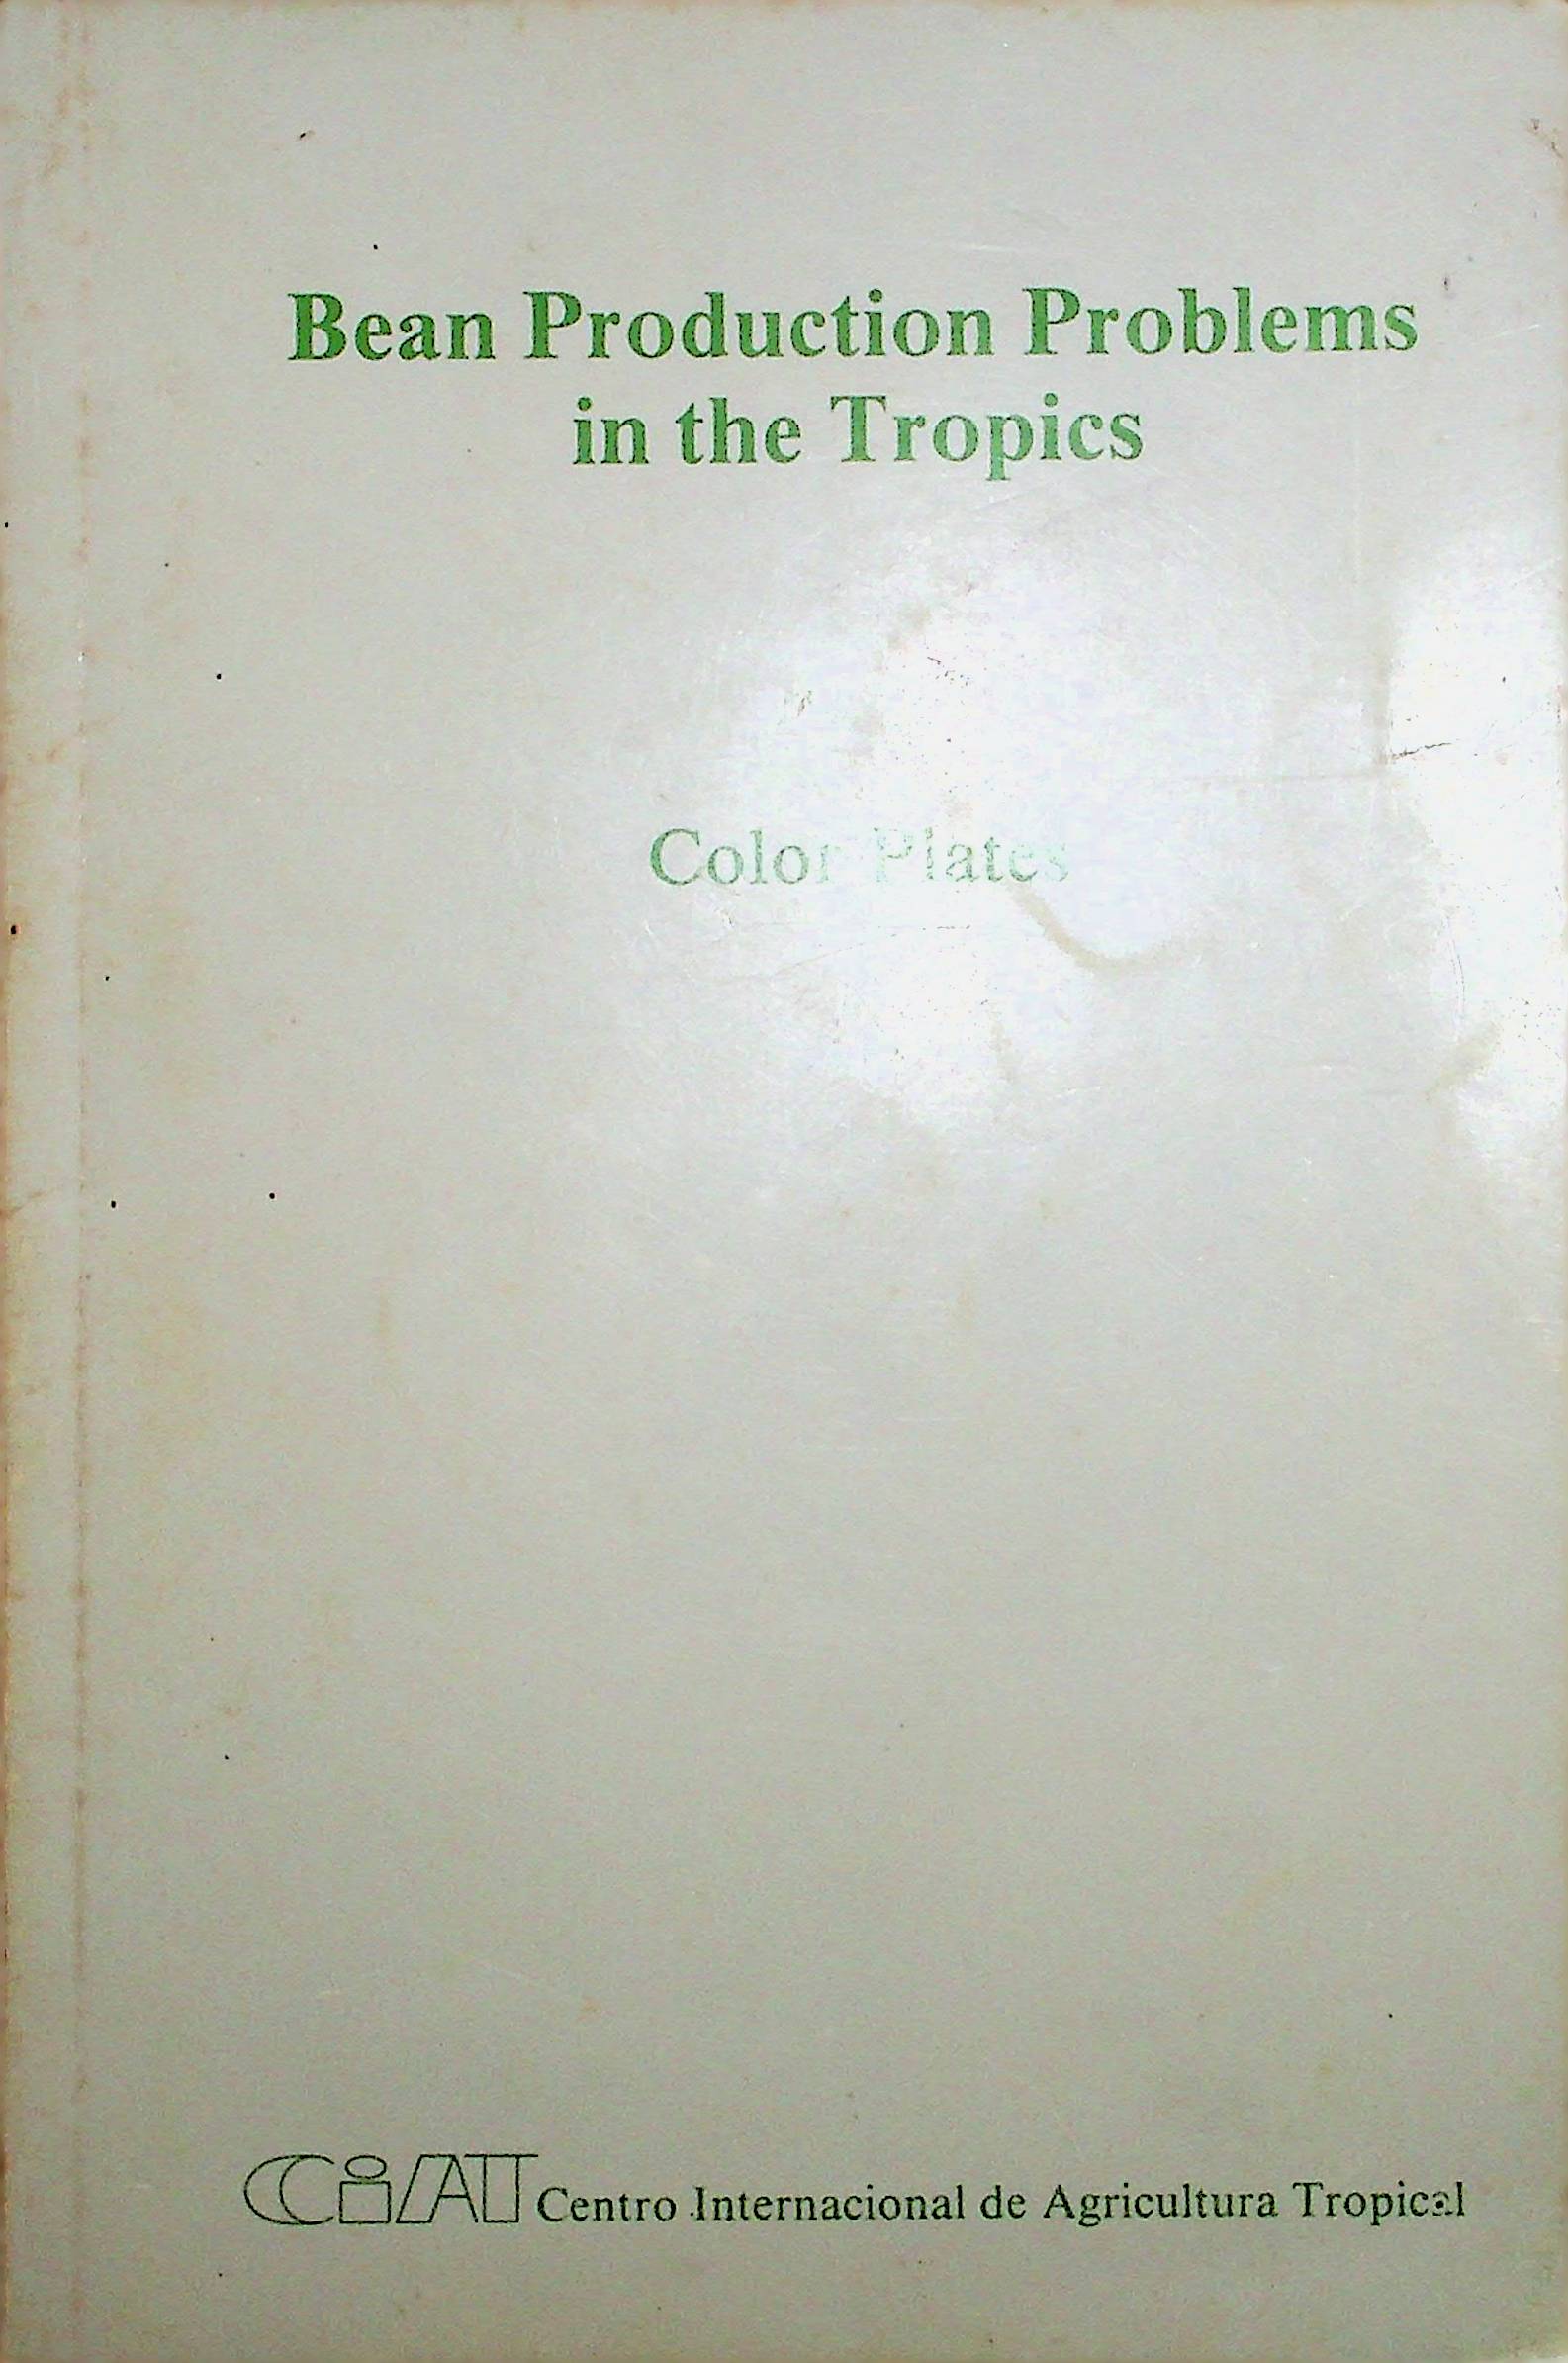 Bean Production Problems
in the Tropics
Color Plates
CiAT Centro Internacional de Agricultura Tropical